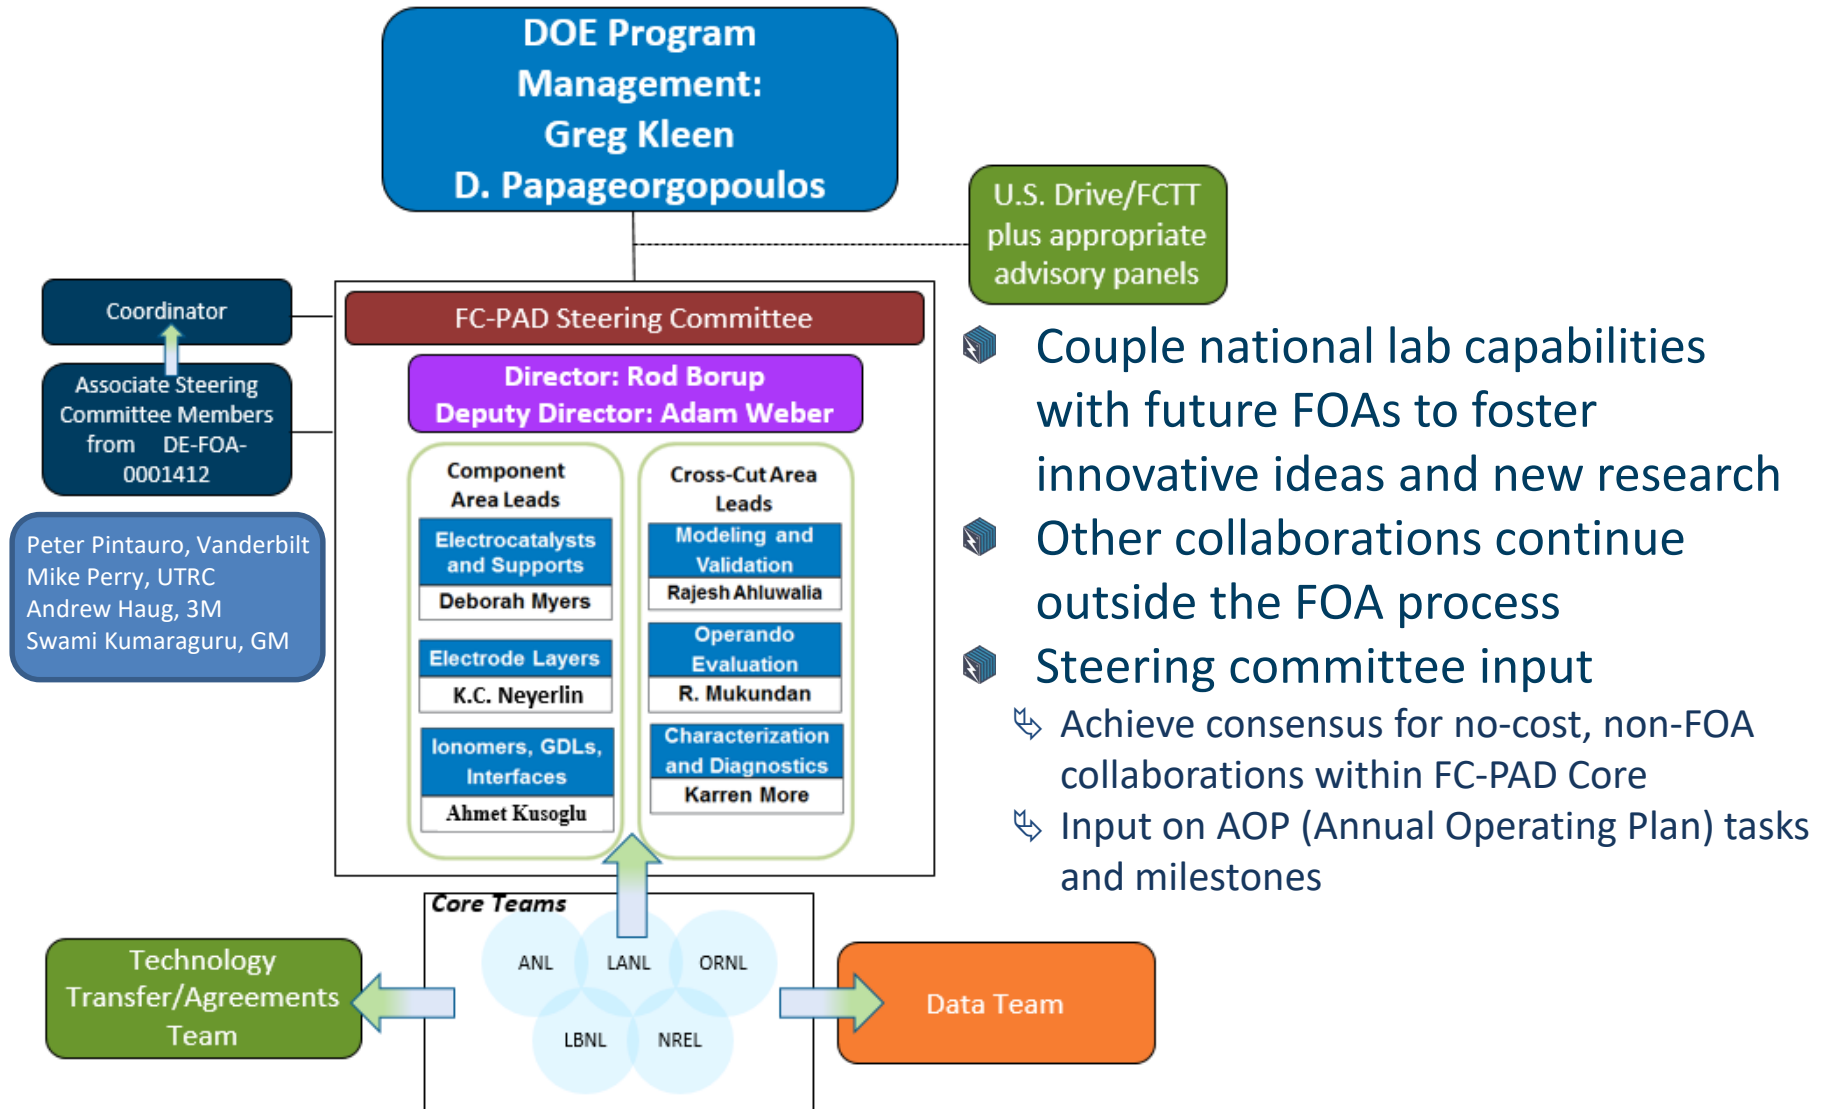 DOE Program
Management:
Greg Kleen
D. Papageorgopoulos
U.S. Drive/FCTT
plus appropriate
advisory panels
Coordinator
Associate Steering
Committee Members
from DE-FOA-
0001412
Peter Pintauro, Vanderbilt
Mike Perry, UTRC
Andrew Haug, 3M
Swami Kumaraguru, GM
FC-PAD Steering Committee
Director: Rod Borup
Deputy Director: Adam Weber
Component
Area Leads
Electrocatalysts
and Supports
Deborah Myers
Electrode Layers
K.C. Neyerlin
Ionomers, GDLs,
Interfaces
Ahmet Kusoglu
Cross-Cut Area
Leads
Modeling and
Validation
Rajesh Ahluwalia
Operando
Evaluation
R. Mukundan
Characterization
and Diagnostics
Karren More
Couple national lab capabilities
with future FOAs to foster
innovative ideas and new research
Other collaborations continue
outside the FOA process
Steering committee input
Achieve consensus for no-cost, non-FOA
collaborations within FC-PAD Core
Input on AOP (Annual Operating Plan) tasks
and milestones
Core Teams
ANL
LANL
ORNL
LBNL
NREL
Technology
Transfer/Agreements
Team
Data Team